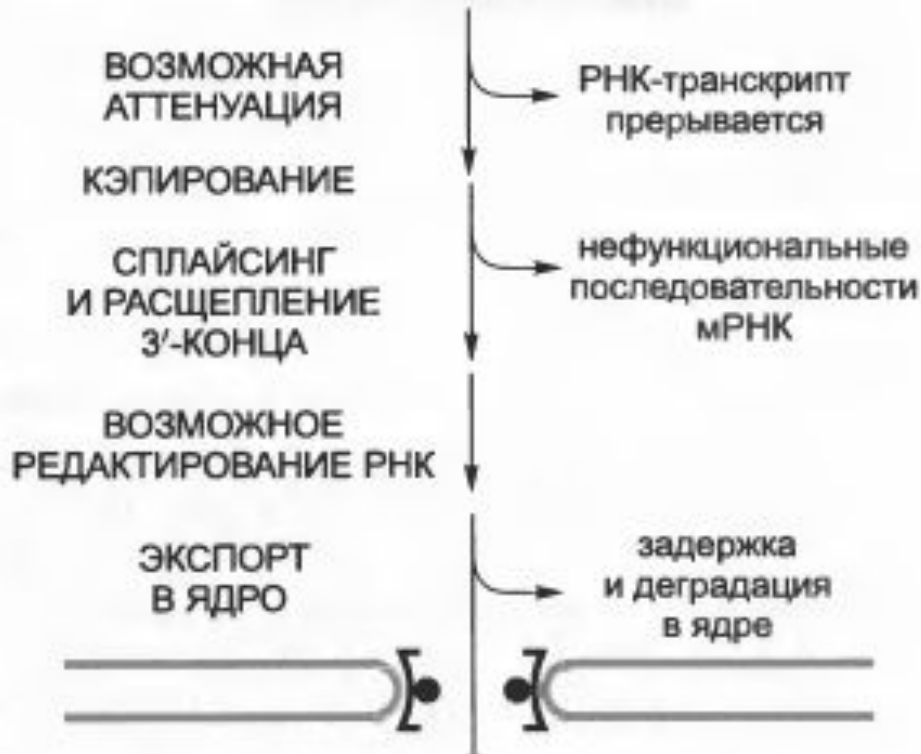 ВОЗМОЖНАЯ
АТТЕНУАЦИЯ
РНК-транскрипт
прерывается
КЭПИРОВАНИЕ
СПЛАЙСИНГ
И РАСЩЕПЛЕНИЕ
3′-КОНЦА
нефункциональные
последовательности
мРНК
ВОЗМОЖНОЕ
РЕДАКТИРОВАНИЕ РНК
ЭКСПОРТ
В ЯДРО
задержка
и деградация
в ядре